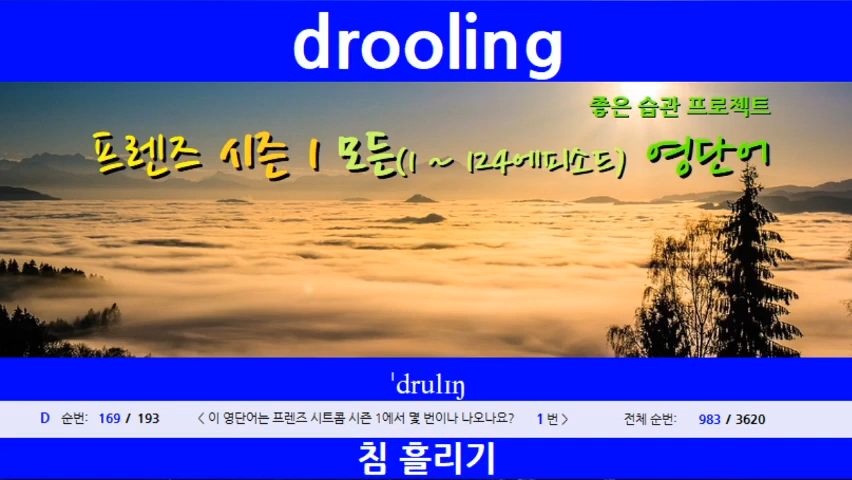 drooling
좋은 습관 프로젝트
프렌즈 시즌 1 모든(1 ~ 124에피소드) 영단어
ˈdrulɪŋ
D 순번: 169 / 193 < 이 영단어는 프렌즈 시트콤 시즌 1에서 몇 번이나 나오나요? 1 번 > 전체 순번: 983 / 3620
침 흘리기